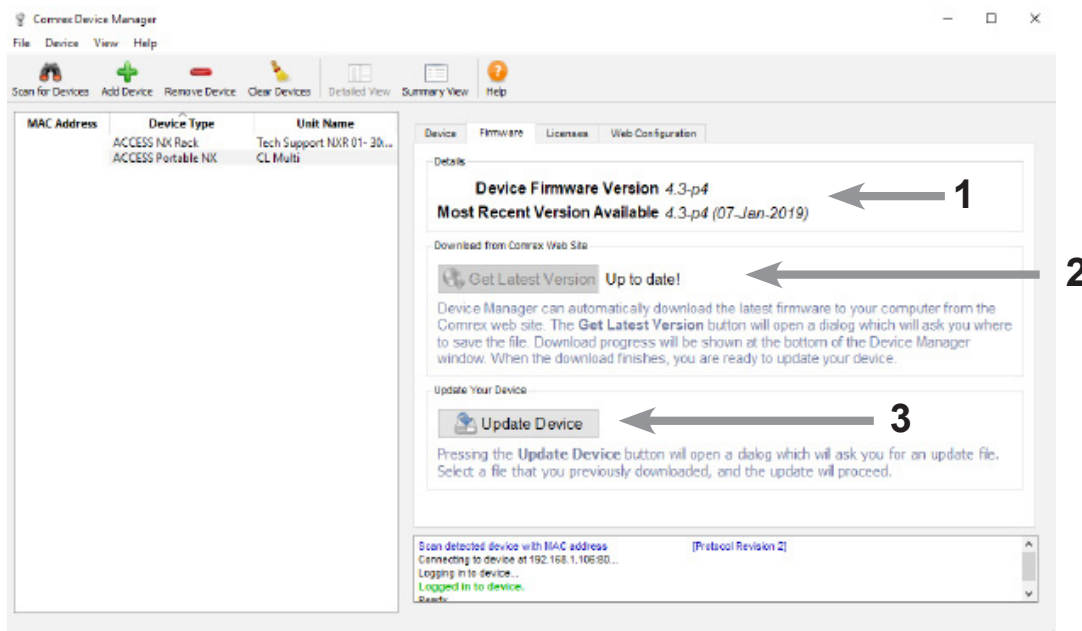 Comrex Device Manager
File Device View Help
Scan for Devices Add Device Remove Device Clear Devices Detailed View Summary View Help
MAC Address Device Type Unit Name
ACCESS NX Rack Tech Support NXR 01- 30...
ACCESS Portable NX CL Multi
Device Firmware Licenses Web Configuration
Details
Device Firmware Version 4.3-p4
1
Most Recent Version Available 4.3-p4 (07-Jan-2019)
Download from Comrex Web Site
2
Get Latest Version Up to date!
Device Manager can automatically download the latest firmware to your computer from the
Comrex web site. The Get Latest Version button will open a dialog which will ask you where
to save the file. Download progress will be shown at the bottom of the Device Manager
window. When the download finishes, you are ready to update your device.
Update Your Device
Update Device
3
Pressing the Update Device button will open a dialog which will ask you for an update file.
Select a file that you previously downloaded, and the update will proceed.
Scan detected device with MAC address [Protocol Revision 2]
Connecting to device at 192.168.1.106:80...
Logging in to device...
Logged in to device.
Ready